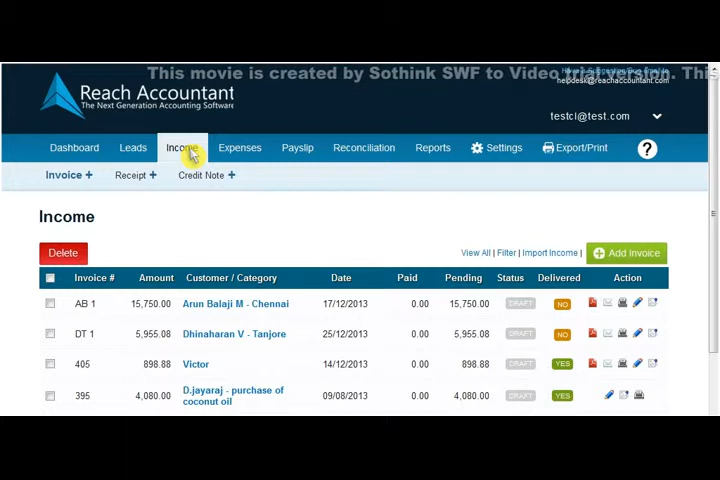 This movie is created by Sothink SWF to Video trial version. This
helpdesk@reachaccountant.com
Reach Accountant
The Next Generation Accounting Software
testcl@test.com
Dashboard Leads Income Expenses Payslip Reconciliation Reports Settings Export/Print ?
Invoice + Receipt + Credit Note +
Income
Delete View All | Filter | Import Income | Add Invoice
Invoice # Amount Customer / Category Date Paid Pending Status Delivered Action
AB 1 15,750.00 Arun Balaji M - Chennai 17/12/2013 0.00 15,750.00 DRAFT NO
DT 1 5,955.08 Dhinaharan V - Tanjore 25/12/2013 0.00 5,955.08 DRAFT NO
405 898.88 Victor 14/12/2013 0.00 898.88 DRAFT YES
395 4,080.00 D.jayaraj - purchase of 09/08/2013 0.00 4,080.00 DRAFT YES
coconut oil